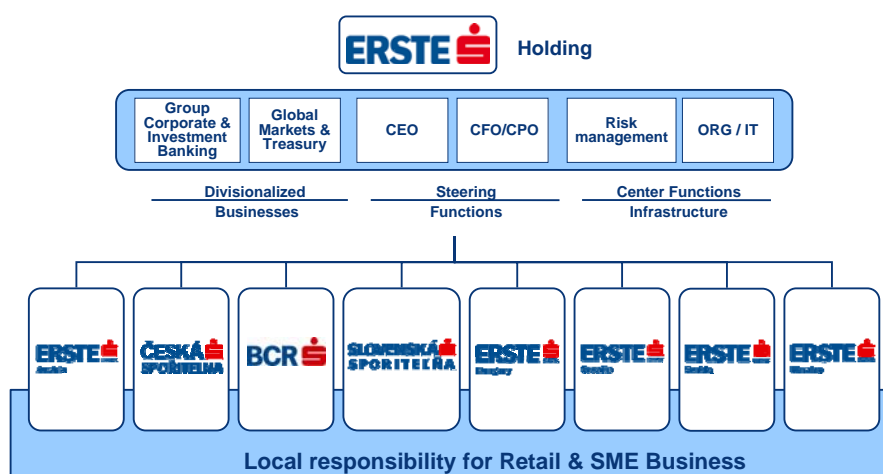 ERSTE
Holding
Group
Corporate &
Investment
Banking
Global
Markets &
Treasury
CEO
CFO/CPO
Risk
management
ORG / IT
Divisionalized
Businesses
Steering
Functions
Center Functions
Infrastructure
ERSTE
ČESKÁ
SPOŘITELNA
BCR
SLOVENSKÁ
SPORITEĽŇA
ERSTE
Hungary
ERSTE
ERSTE
ERSTE
Local responsibility for Retail & SME Business